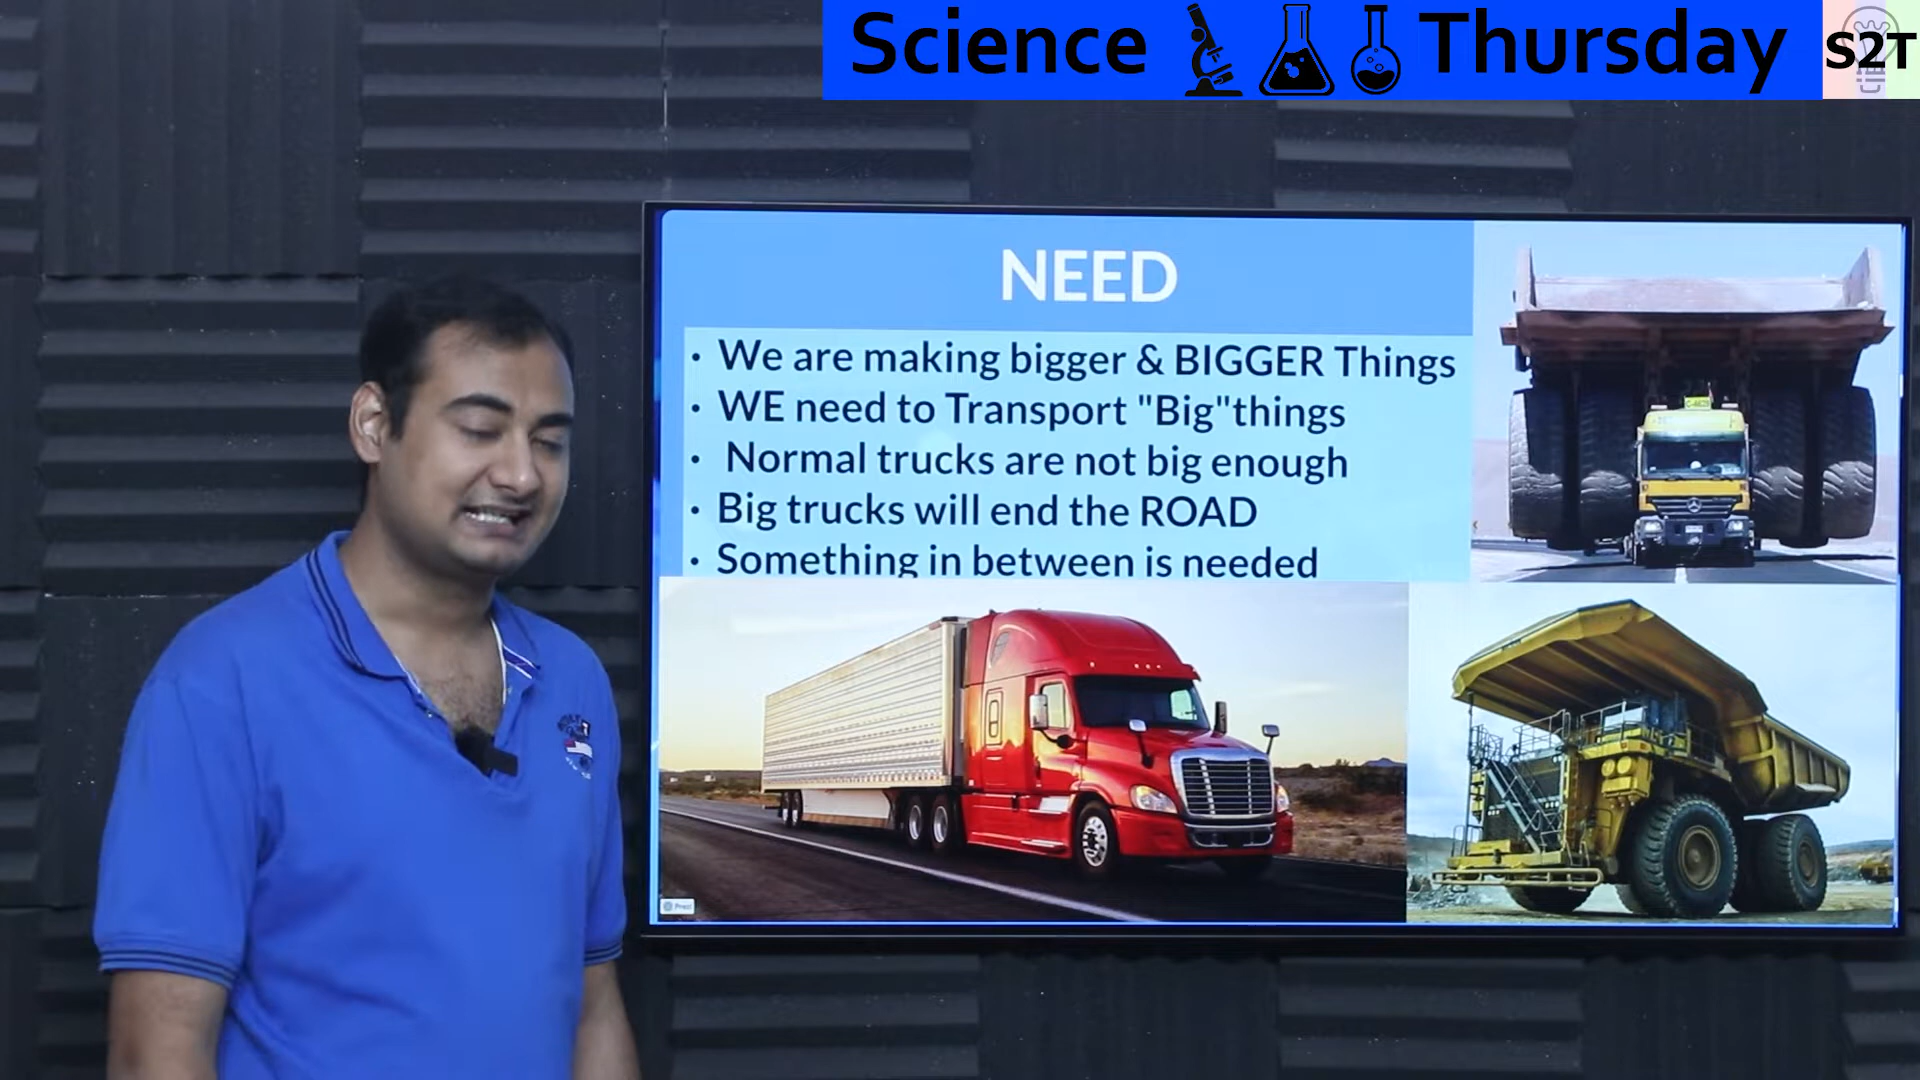 Science Thursday
S2T
NEED
• We are making bigger & BIGGER Things
• WE need to Transport "Big"things
• Normal trucks are not big enough
• Big trucks will end the ROAD
• Something in between is needed
Prezi